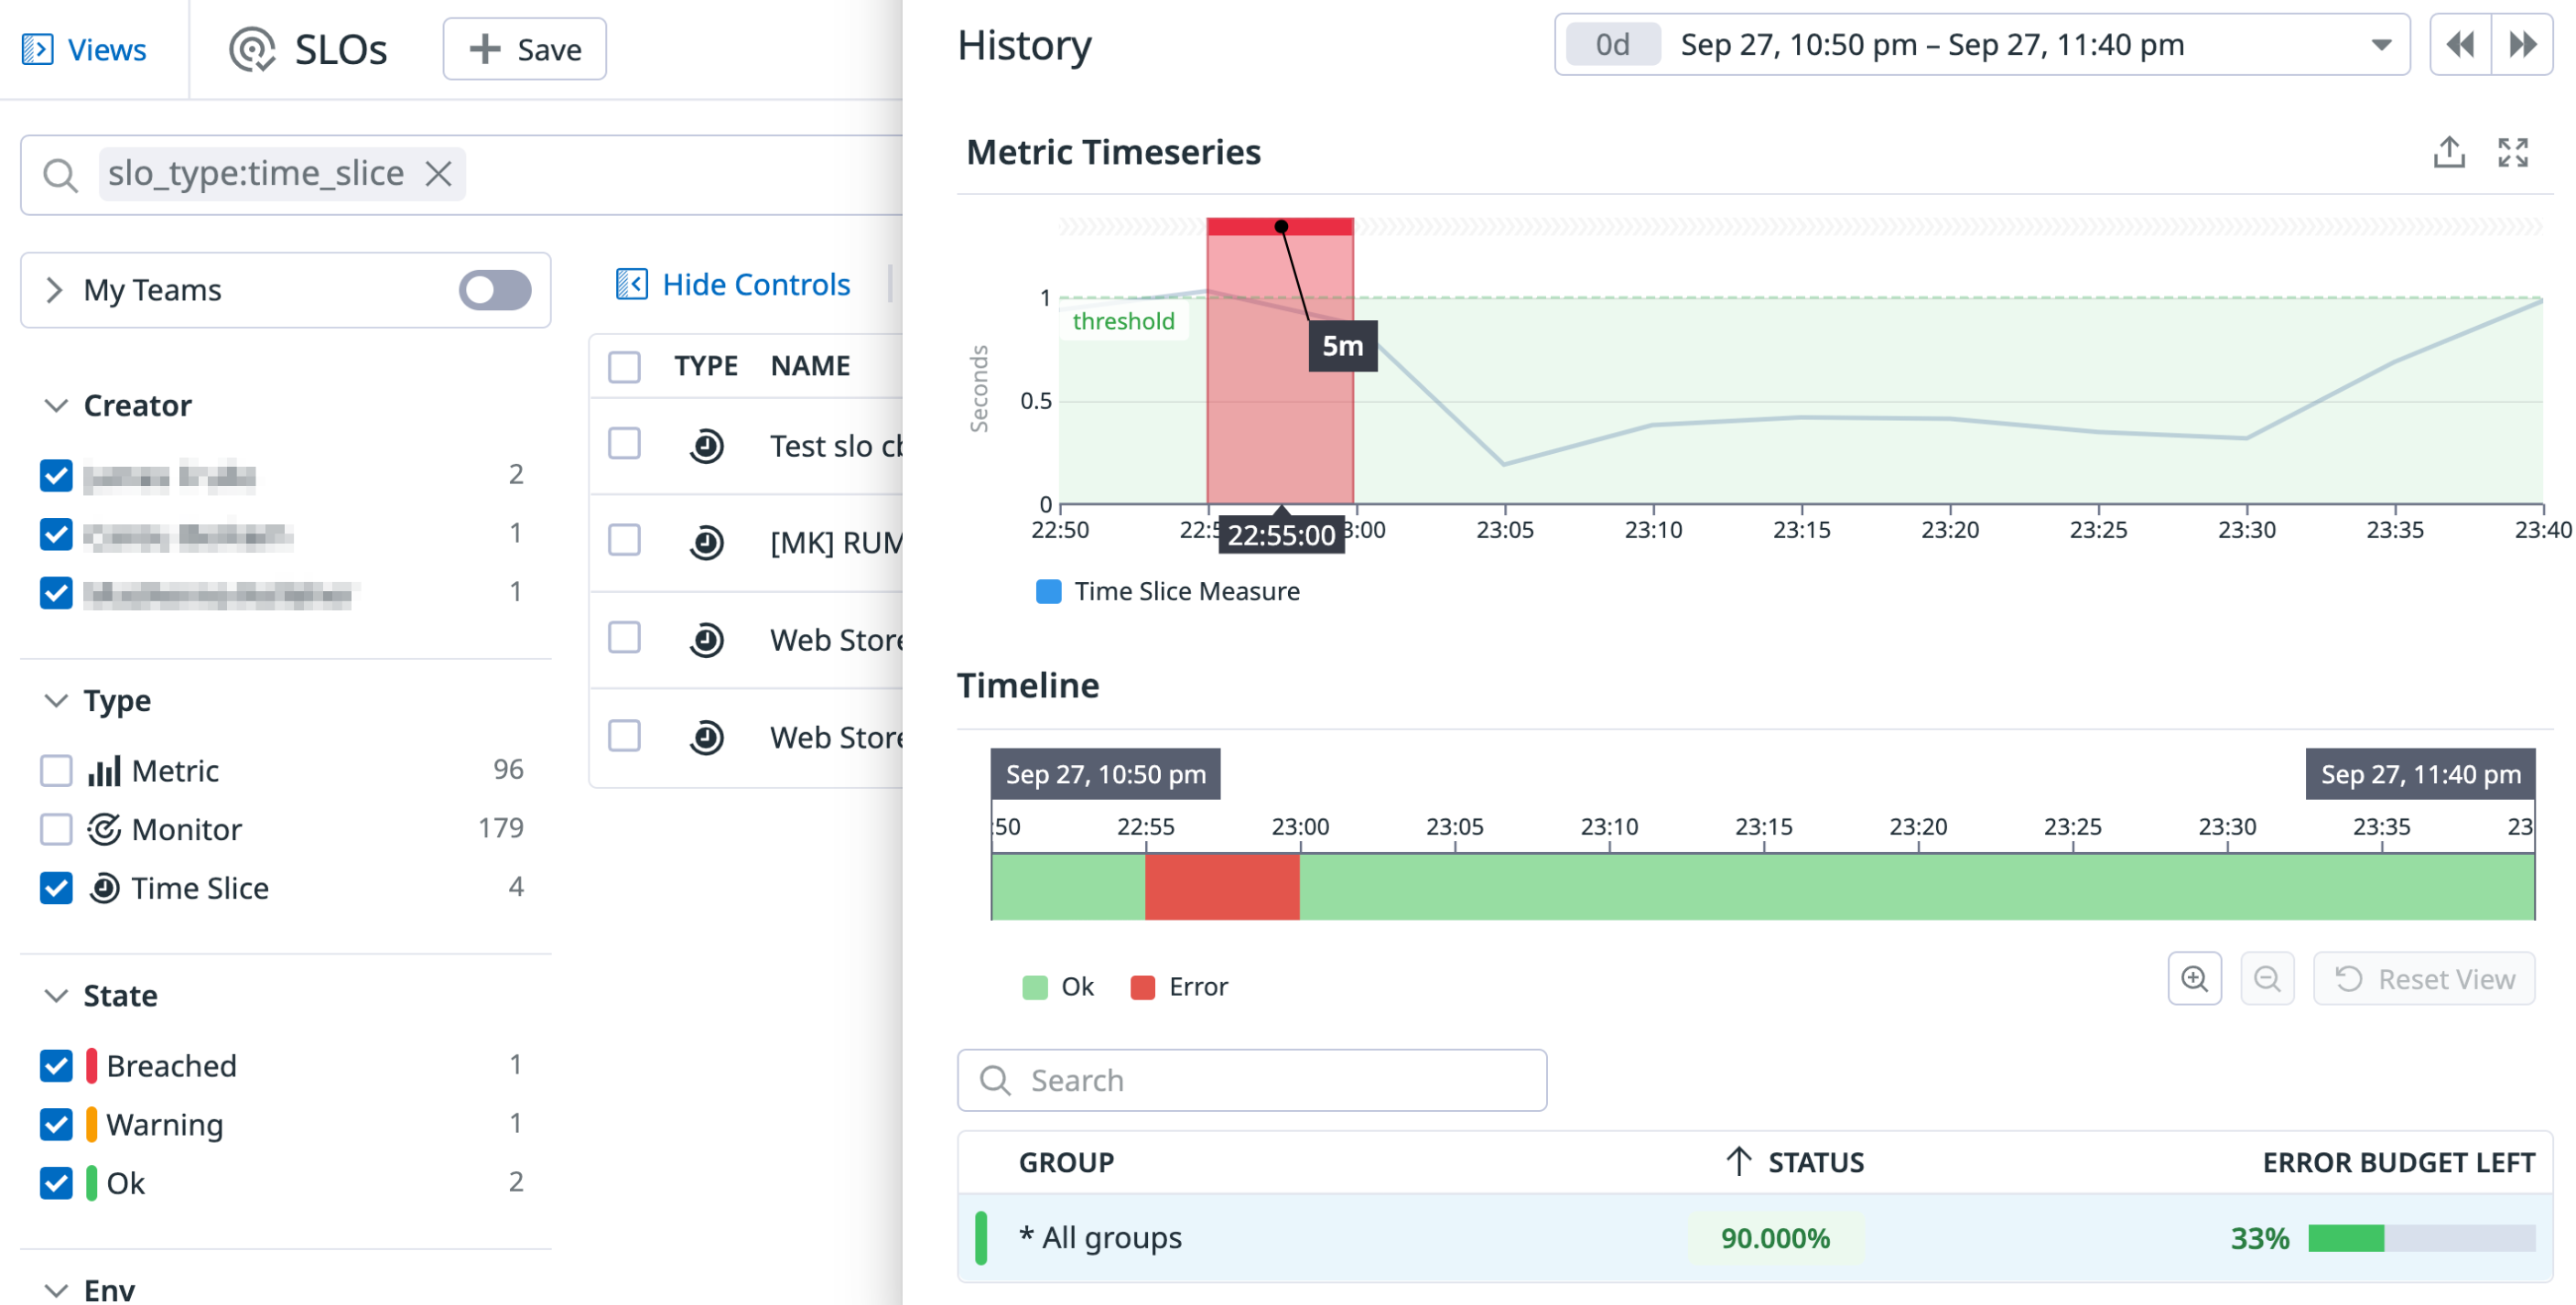 Views
SLOs
Save
slo_type:time_slice
My Teams
Creator
2
1
1
Type
Metric 96
Monitor 179
Time Slice 4
State
Breached 1
Warning 1
Ok 2
Env
Hide Controls
TYPE NAME
Test slo
[MK] RUM
Web Store
Web Store
History
0d Sep 27, 10:50 pm – Sep 27, 11:40 pm
Metric Timeseries
1
threshold
5m
Seconds
0.5
0
22:50 22:5 22:55:00 3:00 23:05 23:10 23:15 23:20 23:25 23:30 23:35 23:40
Time Slice Measure
Timeline
Sep 27, 10:50 pm Sep 27, 11:40 pm
:50 22:55 23:00 23:05 23:10 23:15 23:20 23:25 23:30 23:35 23
Ok Error
Reset View
Search
GROUP STATUS ERROR BUDGET LEFT
* All groups 90.000% 33%